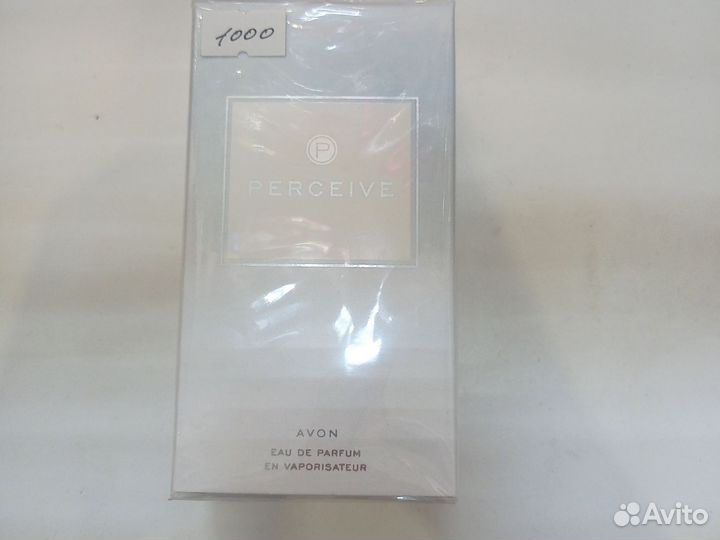 1000
P
PERCEIVE
AVON
EAU DE PARFUM
EN VAPORISATEUR
Avito